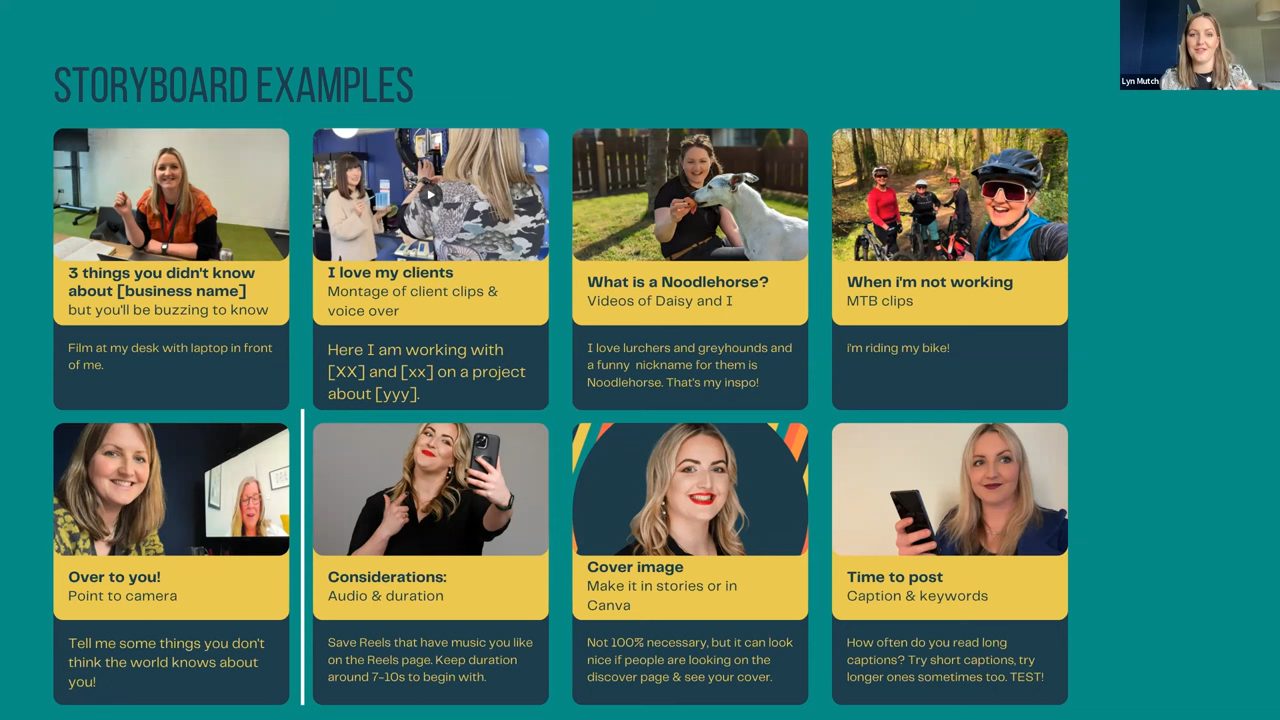 Lyn Mutch
STORYBOARD EXAMPLES
3 things you didn't know
about [business name]
but you'll be buzzing to know
Film at my desk with laptop in front
of me.
I love my clients
Montage of client clips &
voice over
Here I am working with
[XX] and [xx] on a project
about [yyy].
What is a Noodlehorse?
Videos of Daisy and I
I love lurchers and greyhounds and
a funny nickname for them is
Noodlehorse. That's my inspo!
When i'm not working
MTB clips
i'm riding my bike!
Over to you!
Point to camera
Tell me some things you don't
think the world knows about
you!
Considerations:
Audio & duration
Save Reels that have music you like
on the Reels page. Keep duration
around 7-10s to begin with.
Cover image
Make it in stories or in
Canva
Not 100% necessary, but it can look
nice if people are looking on the
discover page & see your cover.
Time to post
Caption & keywords
How often do you read long
captions? Try short captions, try
longer ones sometimes too. TEST!